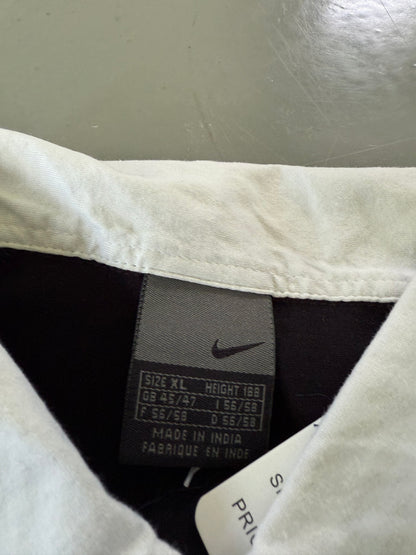 SIZE XL HEIGHT 188
GB 45/47 I 56/58
F 56/58 D 56/58
MADE IN INDIA
FABRIQUE EN INDE